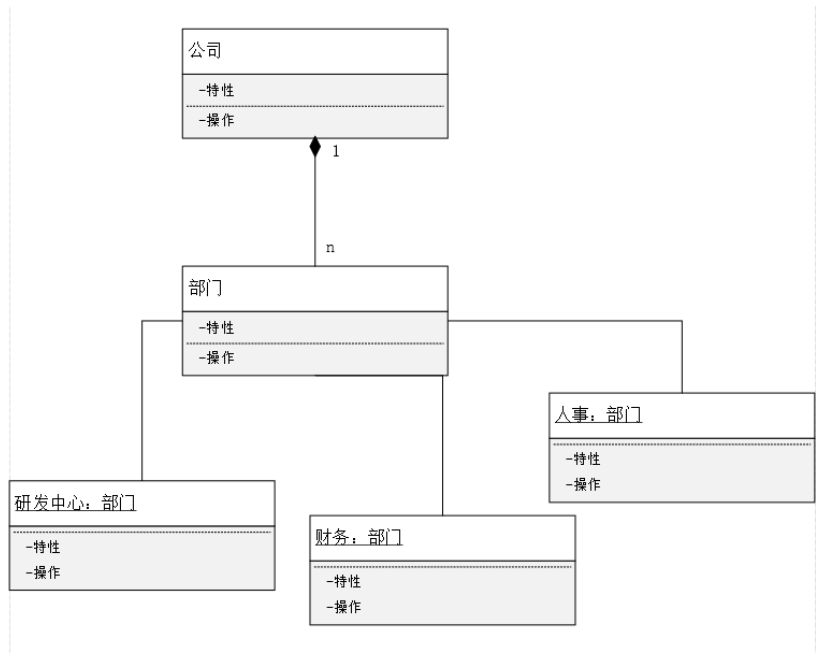 公司
-特性
-操作
1
n
部门
-特性
-操作
人事：部门
-特性
-操作
研发中心：部门
-特性
-操作
财务：部门
-特性
-操作